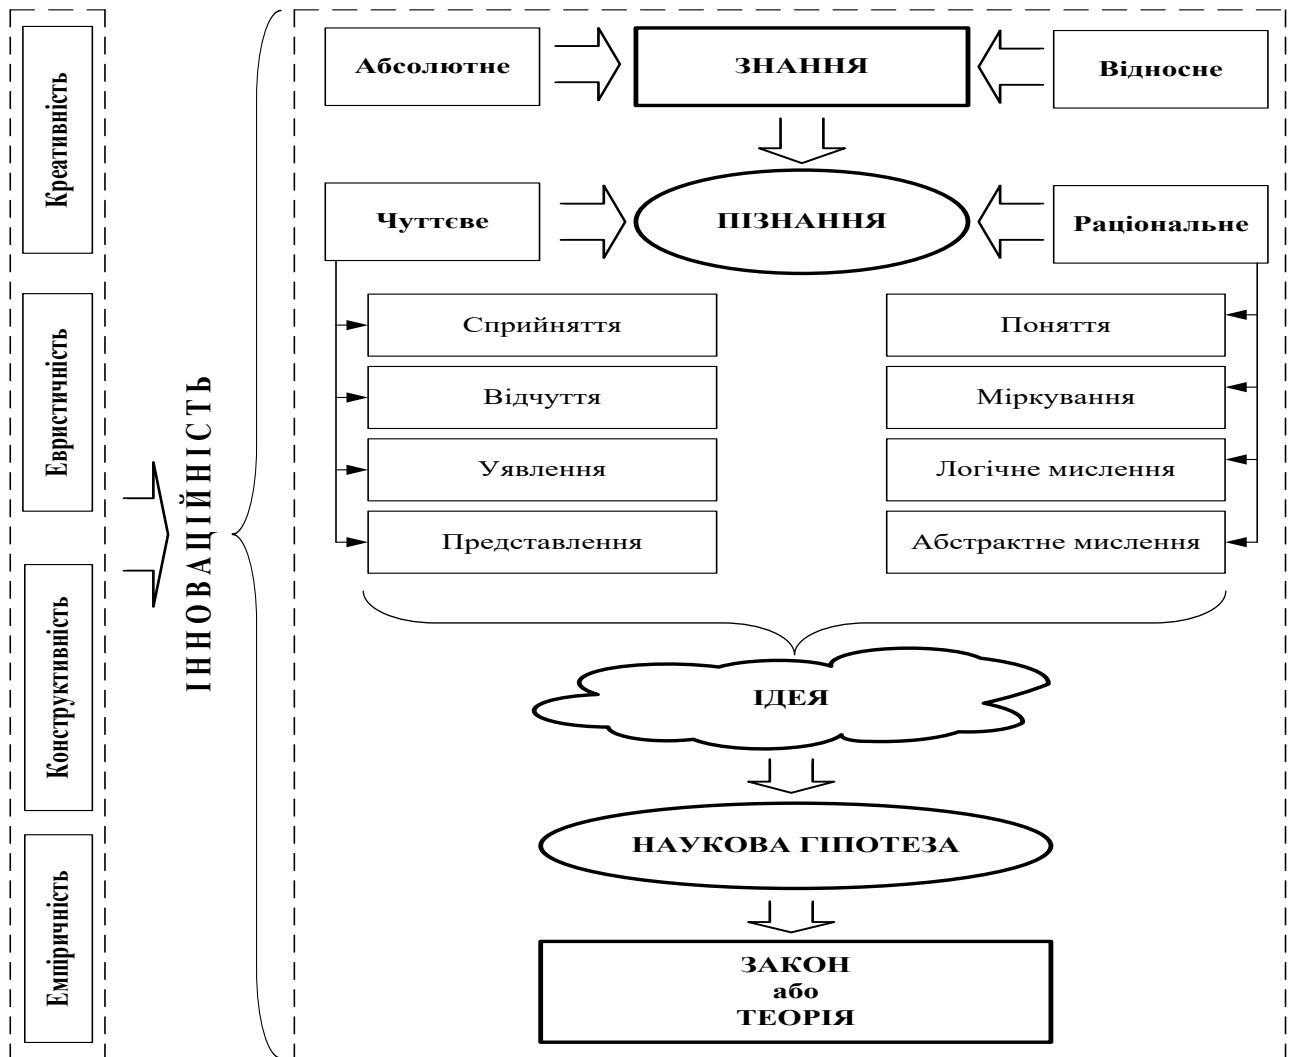 Креативність
Евристичність
Конструктивність
Емпіричність
ІННОВАЦІЙНІСТЬ
Абсолютне
ЗНАННЯ
Відносне
Чуттєве
ПІЗНАННЯ
Раціональне
Сприйняття
Поняття
Відчуття
Міркування
Уявлення
Логічне мислення
Представлення
Абстрактне мислення
ІДЕЯ
НАУКОВА ГІПОТЕЗА
ЗАКОН
або
ТЕОРІЯ